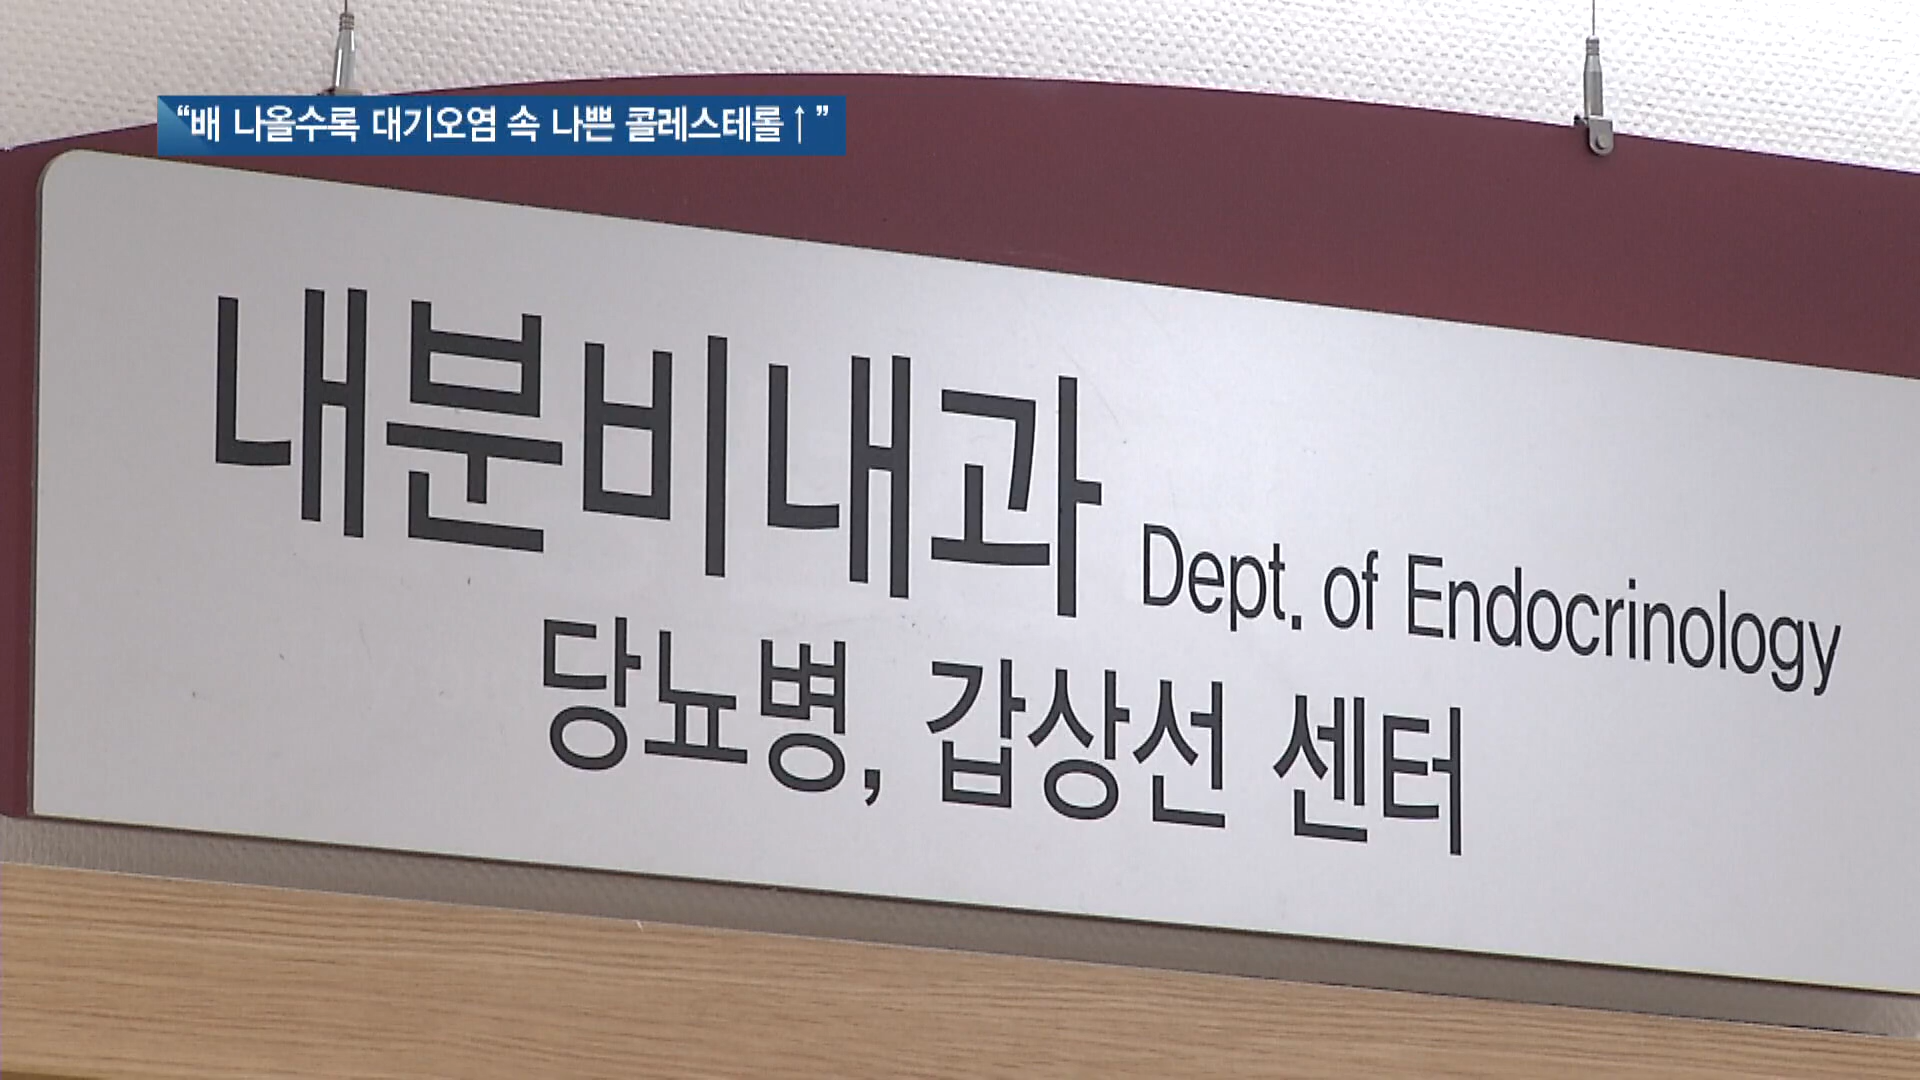 “배 나올수록 대기오염 속 나쁜 콜레스테롤↑”
내분비내과 Dept. of Endocrinology
당뇨병, 갑상선 센터